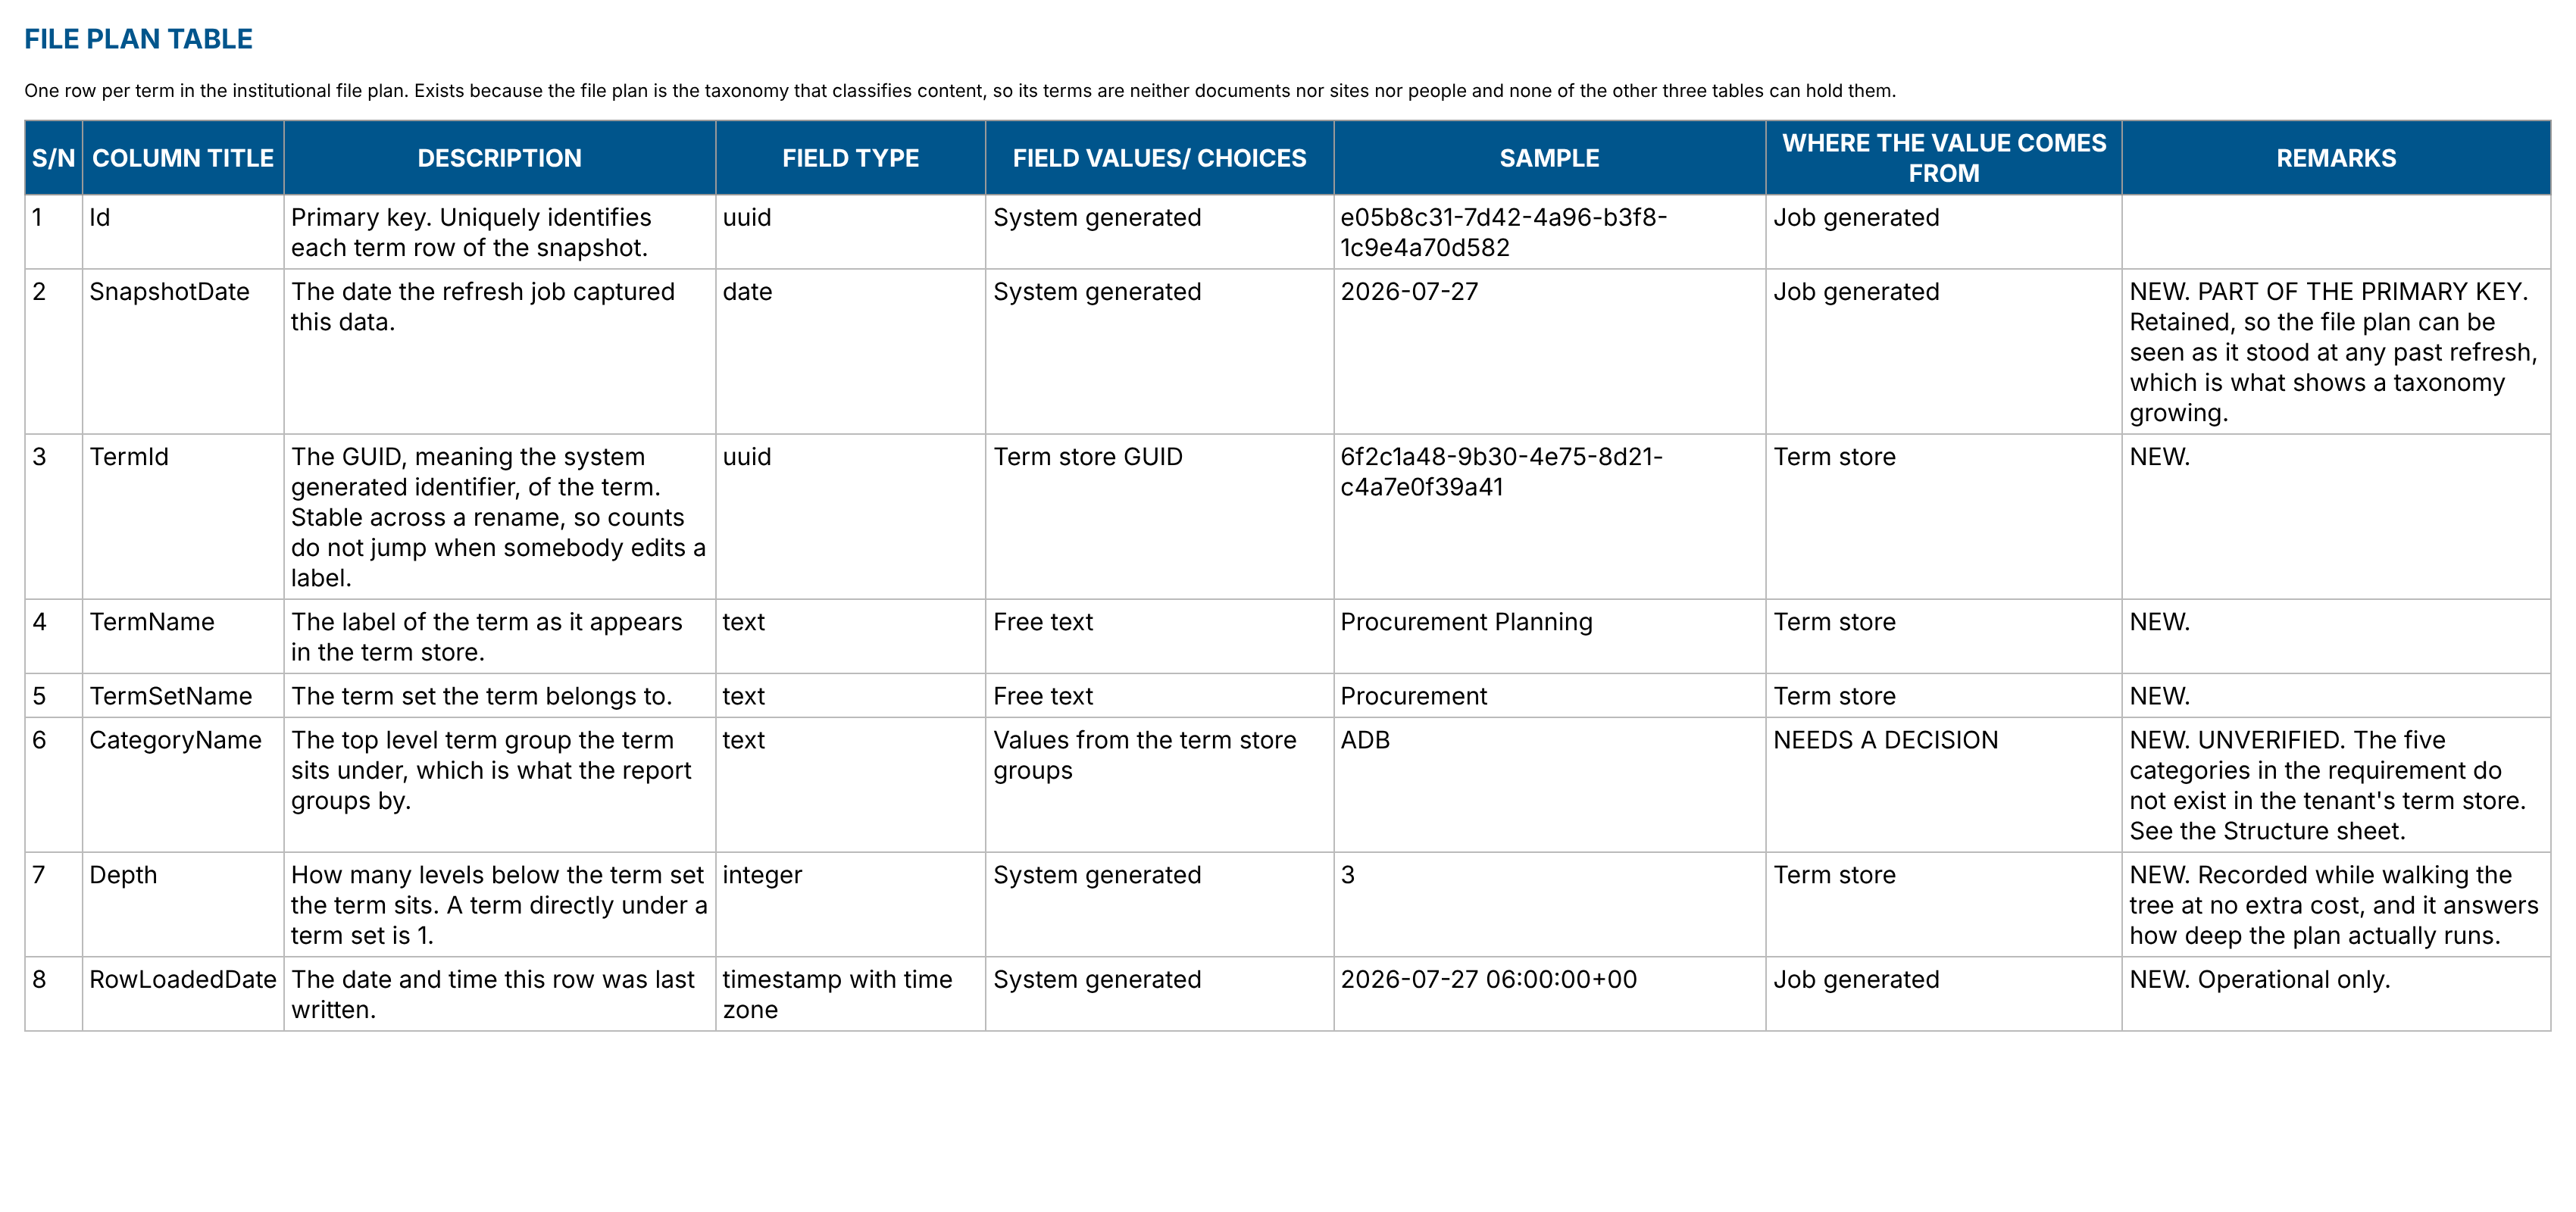 FILE PLAN TABLE
One row per term in the institutional file plan. Exists because the file plan is the taxonomy that classifies content, so its terms are neither documents nor sites nor people and none of the other three tables can hold them.
S/N
COLUMN TITLE
DESCRIPTION
FIELD TYPE
FIELD VALUES/ CHOICES
SAMPLE
WHERE THE VALUE COMES
FROM
REMARKS
1
Id
Primary key. Uniquely identifies
each term row of the snapshot.
uuid
System generated
e05b8c31-7d42-4a96-b3f8-
1c9e4a70d582
Job generated
2
SnapshotDate
The date the refresh job captured
this data.
date
System generated
2026-07-27
Job generated
NEW. PART OF THE PRIMARY KEY.
Retained, so the file plan can be
seen as it stood at any past refresh,
which is what shows a taxonomy
growing.
3
TermId
The GUID, meaning the system
generated identifier, of the term.
Stable across a rename, so counts
do not jump when somebody edits a
label.
uuid
Term store GUID
6f2c1a48-9b30-4e75-8d21-
c4a7e0f39a41
Term store
NEW.
4
TermName
The label of the term as it appears
in the term store.
text
Free text
Procurement Planning
Term store
NEW.
5
TermSetName
The term set the term belongs to.
text
Free text
Procurement
Term store
NEW.
6
CategoryName
The top level term group the term
sits under, which is what the report
groups by.
text
Values from the term store
groups
ADB
NEEDS A DECISION
NEW. UNVERIFIED. The five
categories in the requirement do
not exist in the tenant's term store.
See the Structure sheet.
7
Depth
How many levels below the term set
the term sits. A term directly under a
term set is 1.
integer
System generated
3
Term store
NEW. Recorded while walking the
tree at no extra cost, and it answers
how deep the plan actually runs.
8
RowLoadedDate
The date and time this row was last
written.
timestamp with time
zone
System generated
2026-07-27 06:00:00+00
Job generated
NEW. Operational only.